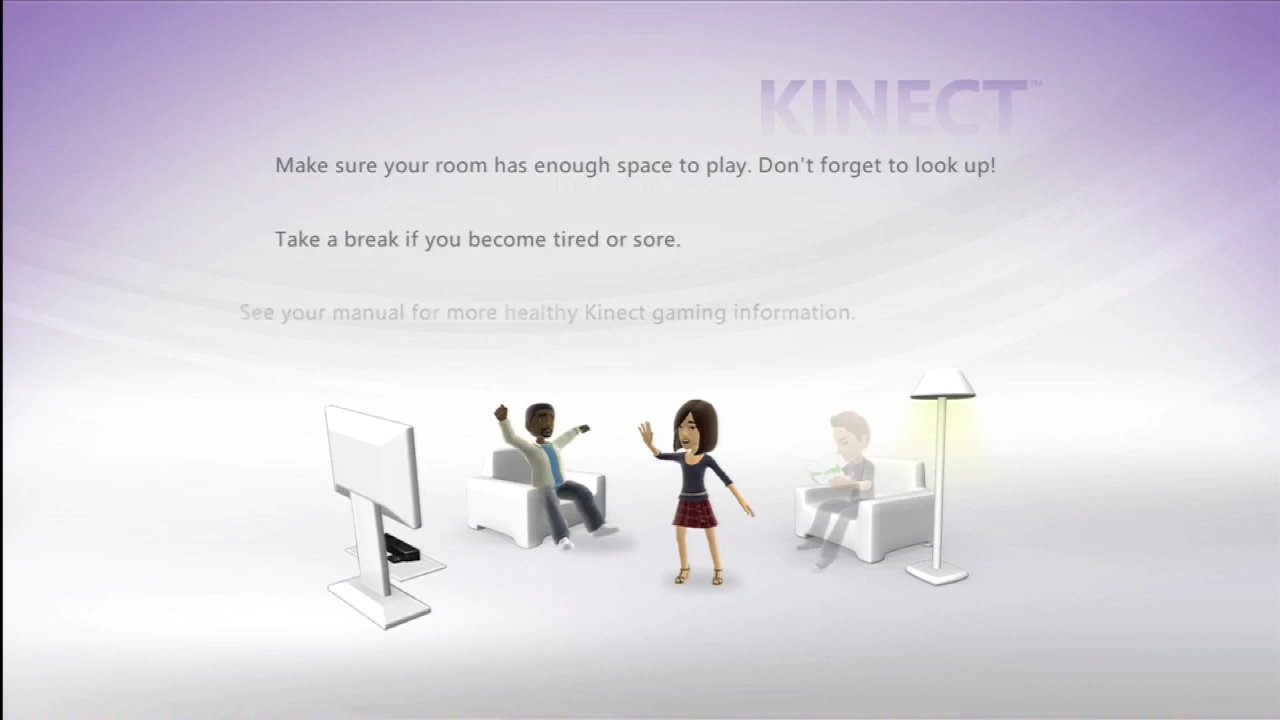 KINECT™
Make sure your room has enough space to play. Don't forget to look up!
Take a break if you become tired or sore.
See your manual for more healthy Kinect gaming information.